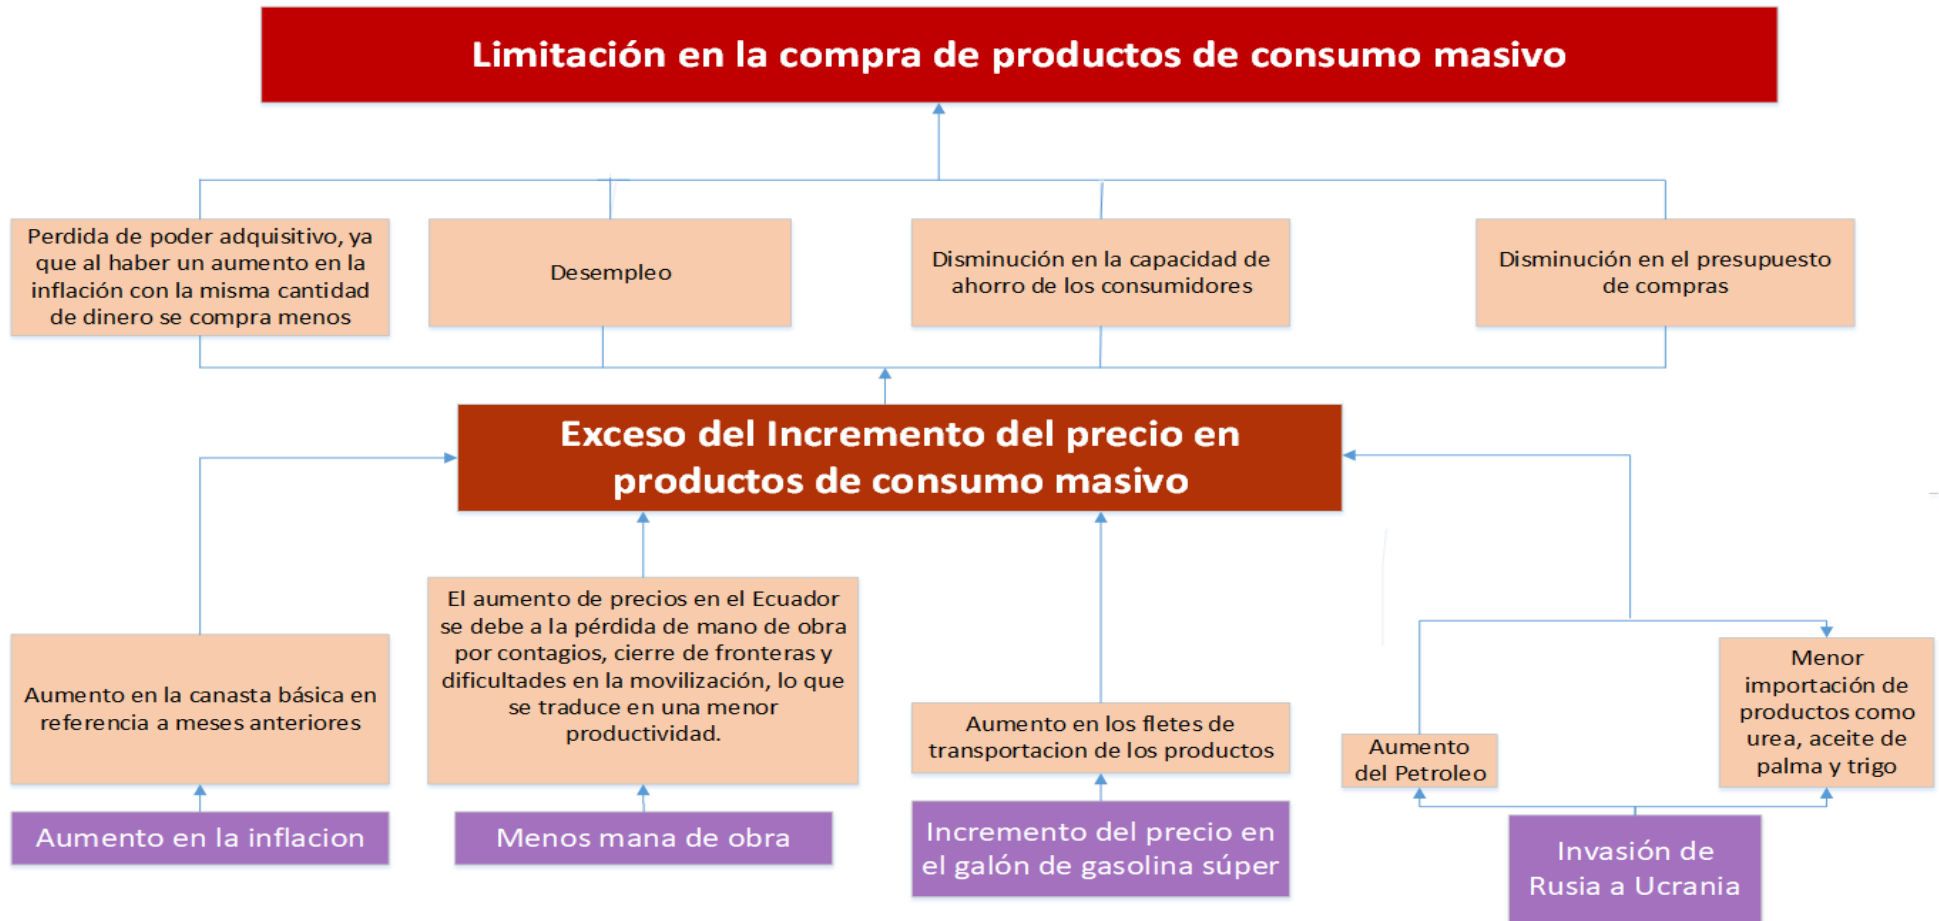 Limitación en la compra de productos de consumo masivo
Perdida de poder adquisitivo, ya
que al haber un aumento en la
inflación con la misma cantidad
de dinero se compra menos
Desempleo
Disminución en la capacidad de
ahorro de los consumidores
Disminución en el presupuesto
de compras
Exceso del Incremento del precio en
productos de consumo masivo
Aumento en la canasta básica en
referencia a meses anteriores
El aumento de precios en el Ecuador
se debe a la pérdida de mano de obra
por contagios, cierre de fronteras y
dificultades en la movilización, lo que
se traduce en una menor
productividad.
Aumento en los fletes de
transportacion de los productos
Aumento
del Petroleo
Menor
importación de
productos como
urea, aceite de
palma y trigo
Aumento en la inflacion
Menos mana de obra
Incremento del precio en
el galón de gasolina súper
Invasión de
Rusia a Ucrania